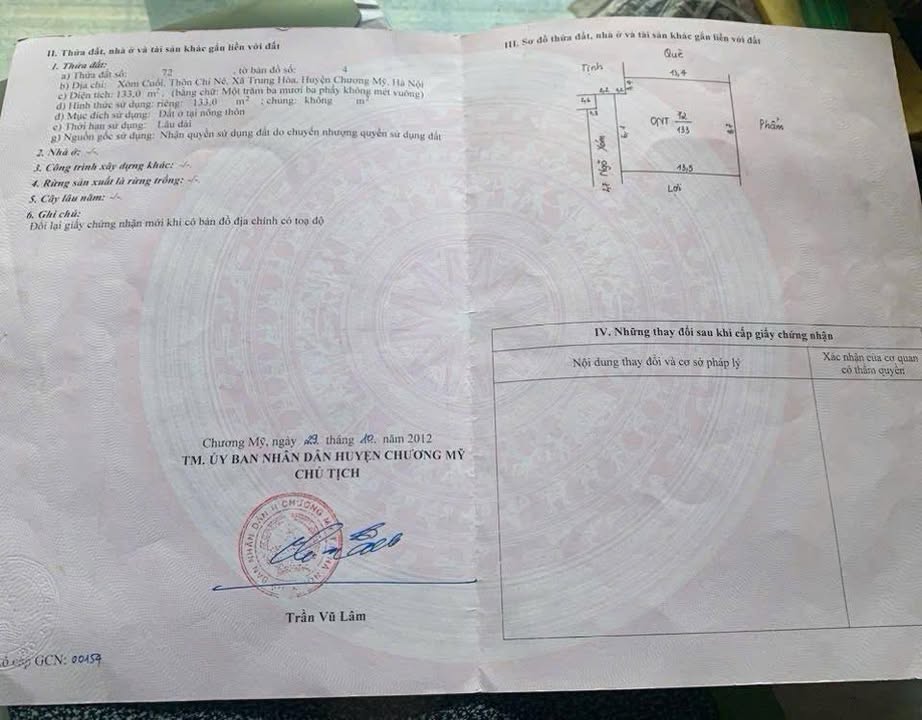 II. Thửa đất, nhà ở và tài sản khác gắn liền với đất
1. Thửa đất:
a) Thửa đất số: 72 , tờ bản đồ số: 4
b) Địa chỉ: Xóm Cuối, Thôn Chi Nê, Xã Trung Hòa, Huyện Chương Mỹ, Hà Nội
c) Diện tích: 133,0 m² , (bằng chữ: Một trăm ba mươi ba phẩy không mét vuông)
d) Hình thức sử dụng: riêng: 133,0 m² ; chung: không m²
đ) Mục đích sử dụng: Đất ở tại nông thôn
e) Thời hạn sử dụng: Lâu dài
g) Nguồn gốc sử dụng: Nhận quyền sử dụng đất do chuyển nhượng quyền sử dụng đất
2. Nhà ở: -/-
3. Công trình xây dựng khác: -/-
4. Rừng sản xuất là rừng trồng: -/-
5. Cây lâu năm: -/-
6. Ghi chú:
Đổi lại giấy chứng nhận mới khi có bản đồ địa chính có toạ độ
Chương Mỹ, ngày 29 tháng 10 năm 2012
TM. ỦY BAN NHÂN DÂN HUYỆN CHƯƠNG MỸ
CHỦ TỊCH
DÂN NHÂN DÂN H CHƯƠNG M
Trần Vũ Lâm
GCN: 00157
III. Sơ đồ thửa đất, nhà ở và tài sản khác gắn liền với đất
Quê
Tịnh
13,4
ONT 72
133
Phẩm
Ngõ Xóm
13,5
Lợi
IV. Những thay đổi sau khi cấp giấy chứng nhận
Nội dung thay đổi và cơ sở pháp lý
Xác nhận của cơ quan
có thẩm quyền